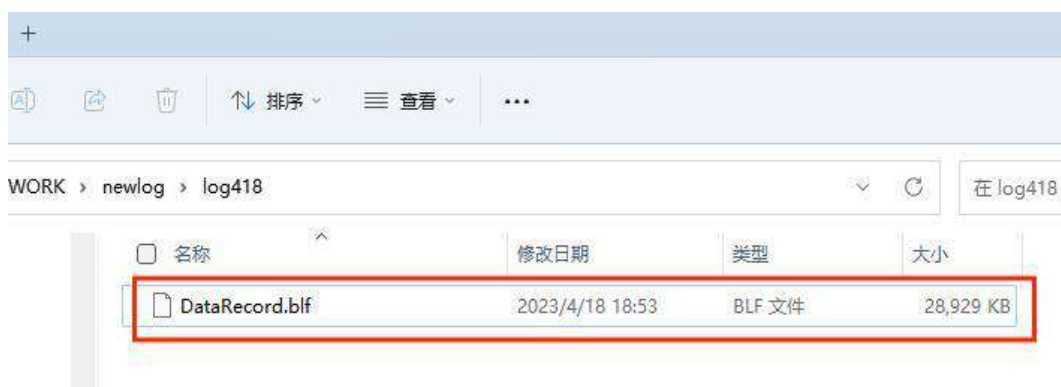 +
排序 查看 ...
WORK > newlog > log418 在 log418
名称 修改日期 类型 大小
DataRecord.blf 2023/4/18 18:53 BLF 文件 28,929 KB